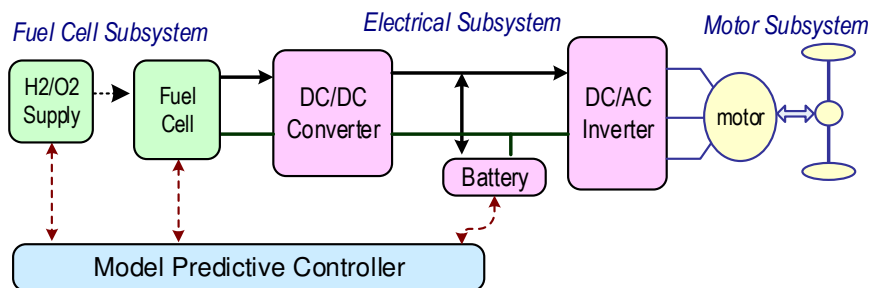 Fuel Cell Subsystem
Electrical Subsystem
Motor Subsystem
H2/O2
Supply
Fuel
Cell
DC/DC
Converter
DC/AC
Inverter
motor
Battery
Model Predictive Controller